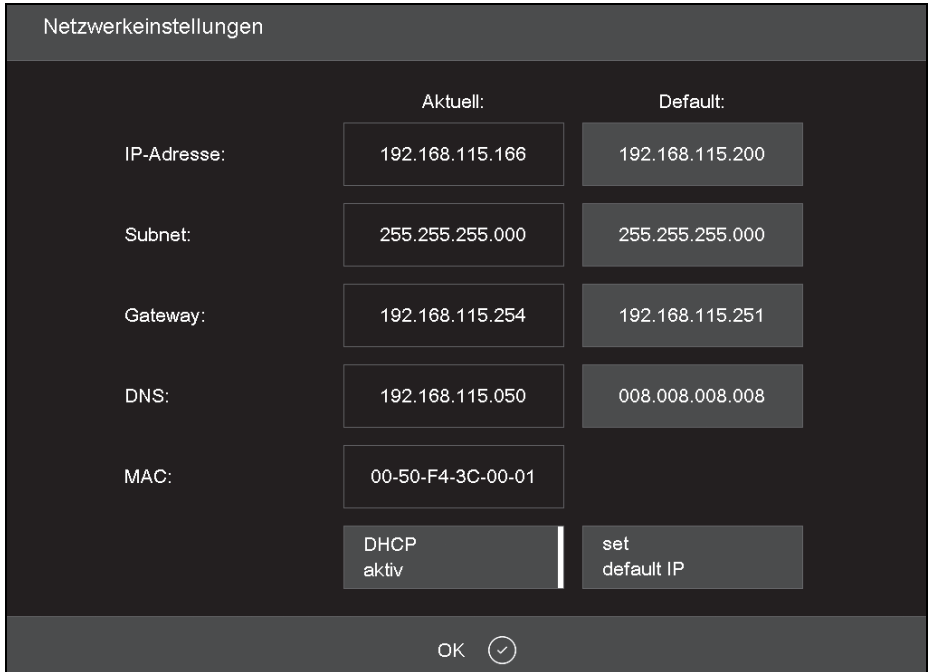 Netzwerkeinstellungen
Aktuell: Default:
IP-Adresse: 192.168.115.166 192.168.115.200
Subnet: 255.255.255.000 255.255.255.000
Gateway: 192.168.115.254 192.168.115.251
DNS: 192.168.115.050 008.008.008.008
MAC: 00-50-F4-3C-00-01
DHCP set
aktiv default IP
OK